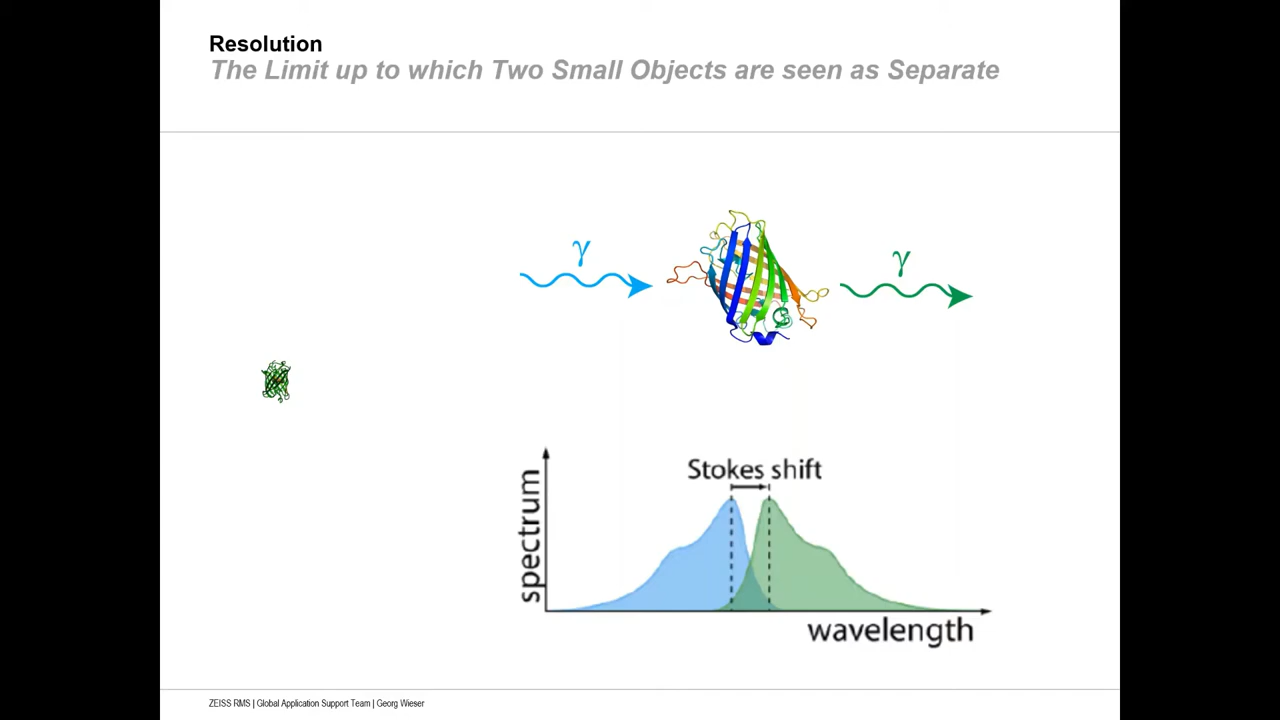 Resolution
The Limit up to which Two Small Objects are seen as Separate
γ
γ
Stokes shift
spectrum
wavelength
ZEISS RMS | Global Application Support Team | Georg Wieser